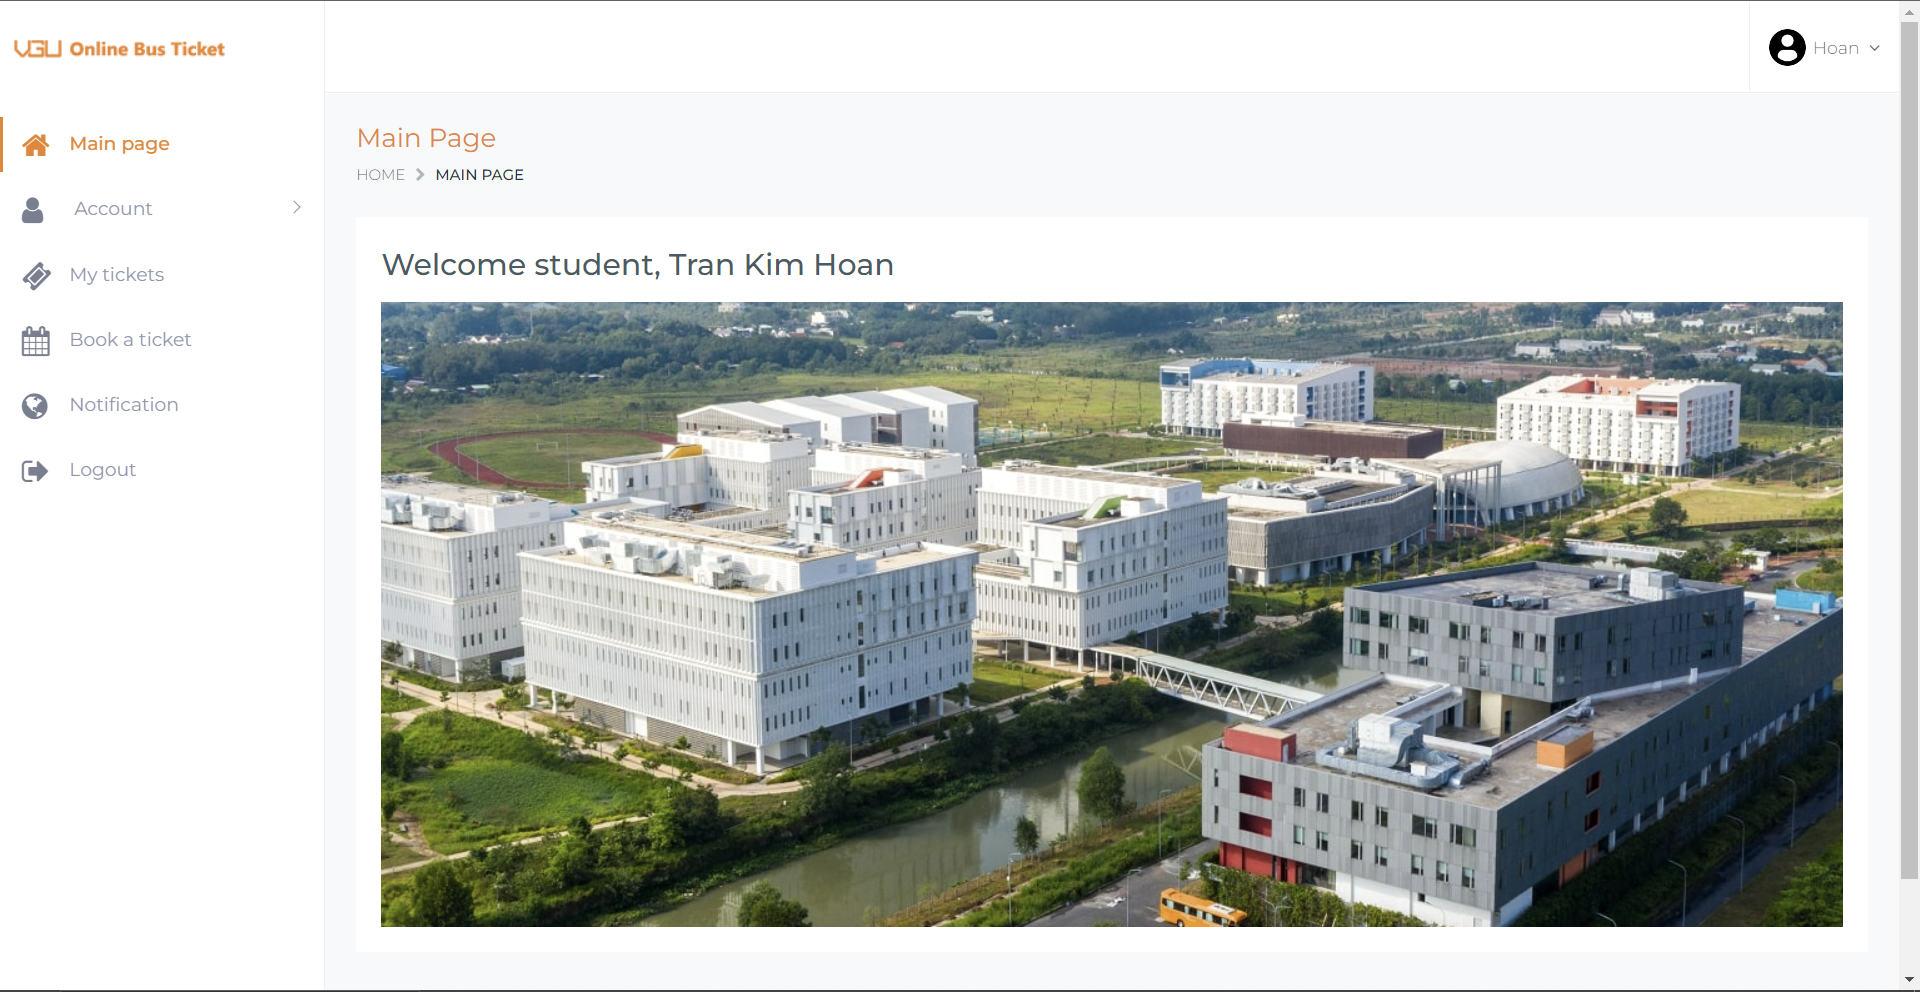 VGU Online Bus Ticket
Hoan
Main page
Account
My tickets
Book a ticket
Notification
Logout
Main Page
HOME MAIN PAGE
Welcome student, Tran Kim Hoan